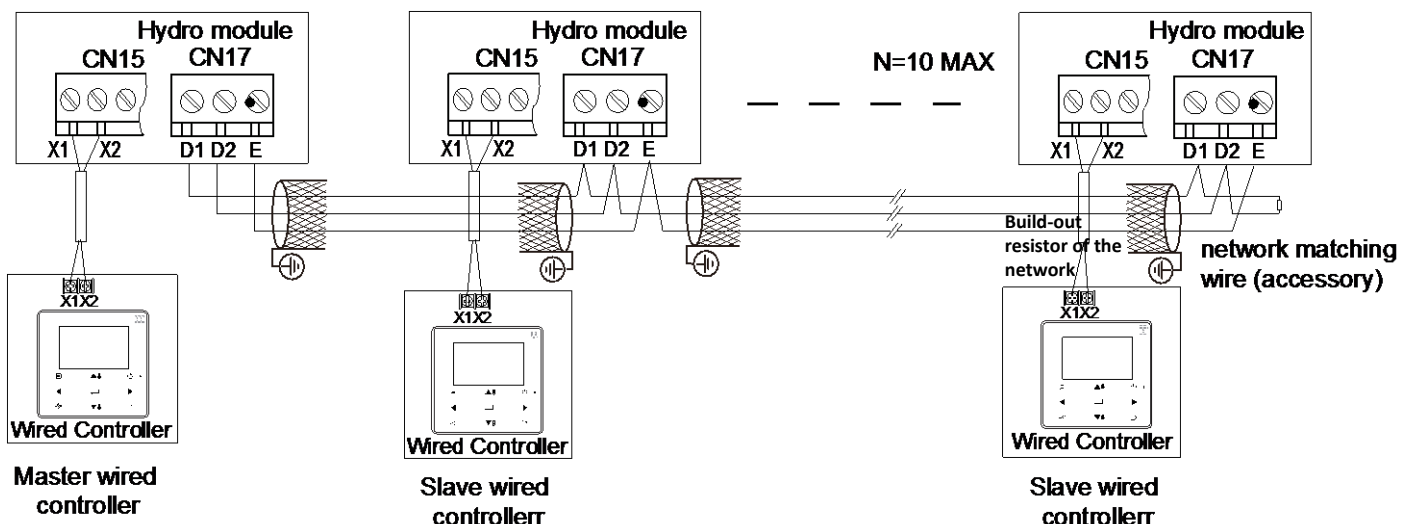 Hydro module
CN15 CN17
X1 X2 D1 D2 E
X1X2
Wired Controller
Master wired
controller
Hydro module
CN15 CN17
X1 X2 D1 D2 E
X1X2
Wired Controller
Slave wired
controllerr
N=10 MAX
Hydro module
CN15 CN17
X1 X2 D1 D2 E
Build-out
resistor of the
network
network matching
wire (accessory)
X1X2
Wired Controller
Slave wired
controllerr